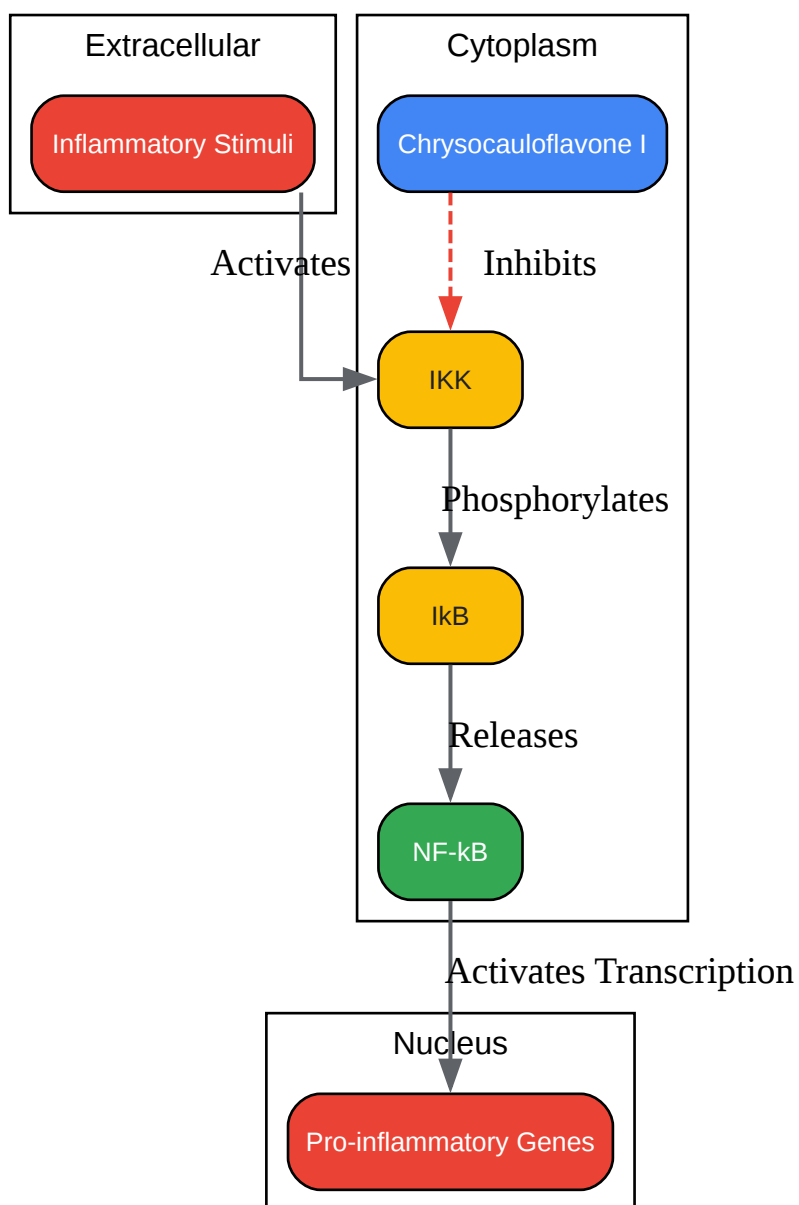 Extracellular
Cytoplasm
Inflammatory Stimuli
Chrysocauloflavone I
Activates
Inhibits
IKK
Phosphorylates
IkB
Releases
NF-kB
Activates Transcription
Nucleus
Pro-inflammatory Genes